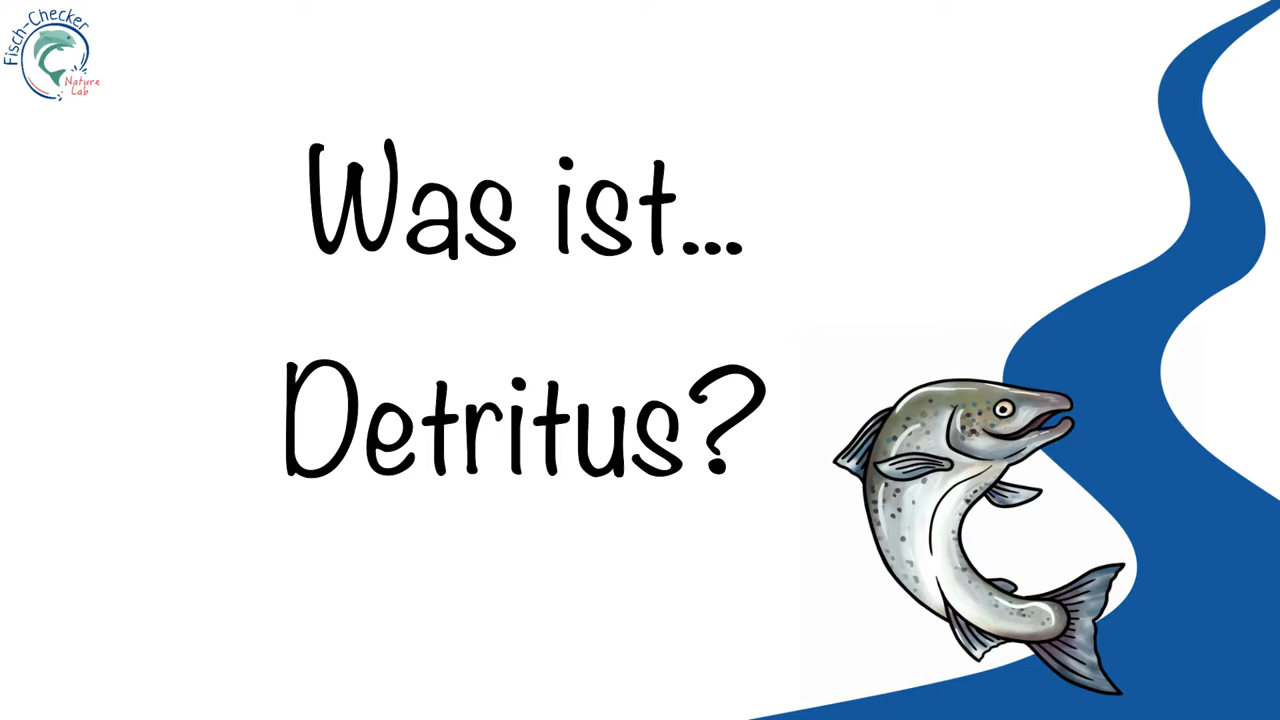 Fisch-Checker
Nature
Lab
Was ist...
Detritus?